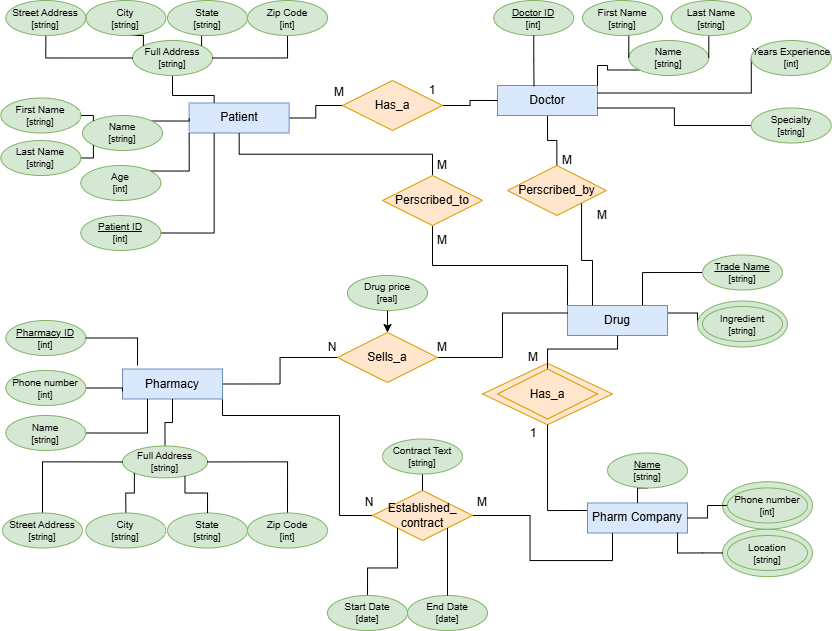 Street Address
[string]
City
[string]
State
[string]
Zip Code
[int]
Full Address
[string]
Doctor ID
[int]
First Name
[string]
Last Name
[string]
Name
[string]
Years Experience
[int]
Specialty
[string]
First Name
[string]
Last Name
[string]
Name
[string]
Age
[int]
Patient ID
[int]
Patient
M
Has_a
1
Doctor
M
Perscribed_to
M
M
Perscribed_by
M
Trade Name
[string]
Ingredient
[string]
Drug
Drug price
[real]
N
Sells_a
M
Pharmacy ID
[int]
Phone number
[int]
Name
[string]
Pharmacy
Full Address
[string]
Street Address
[string]
City
[string]
State
[string]
Zip Code
[int]
M
Has_a
1
Contract Text
[string]
N
Established_
contract
M
Start Date
[date]
End Date
[date]
Name
[string]
Pharm Company
Phone number
[int]
Location
[string]